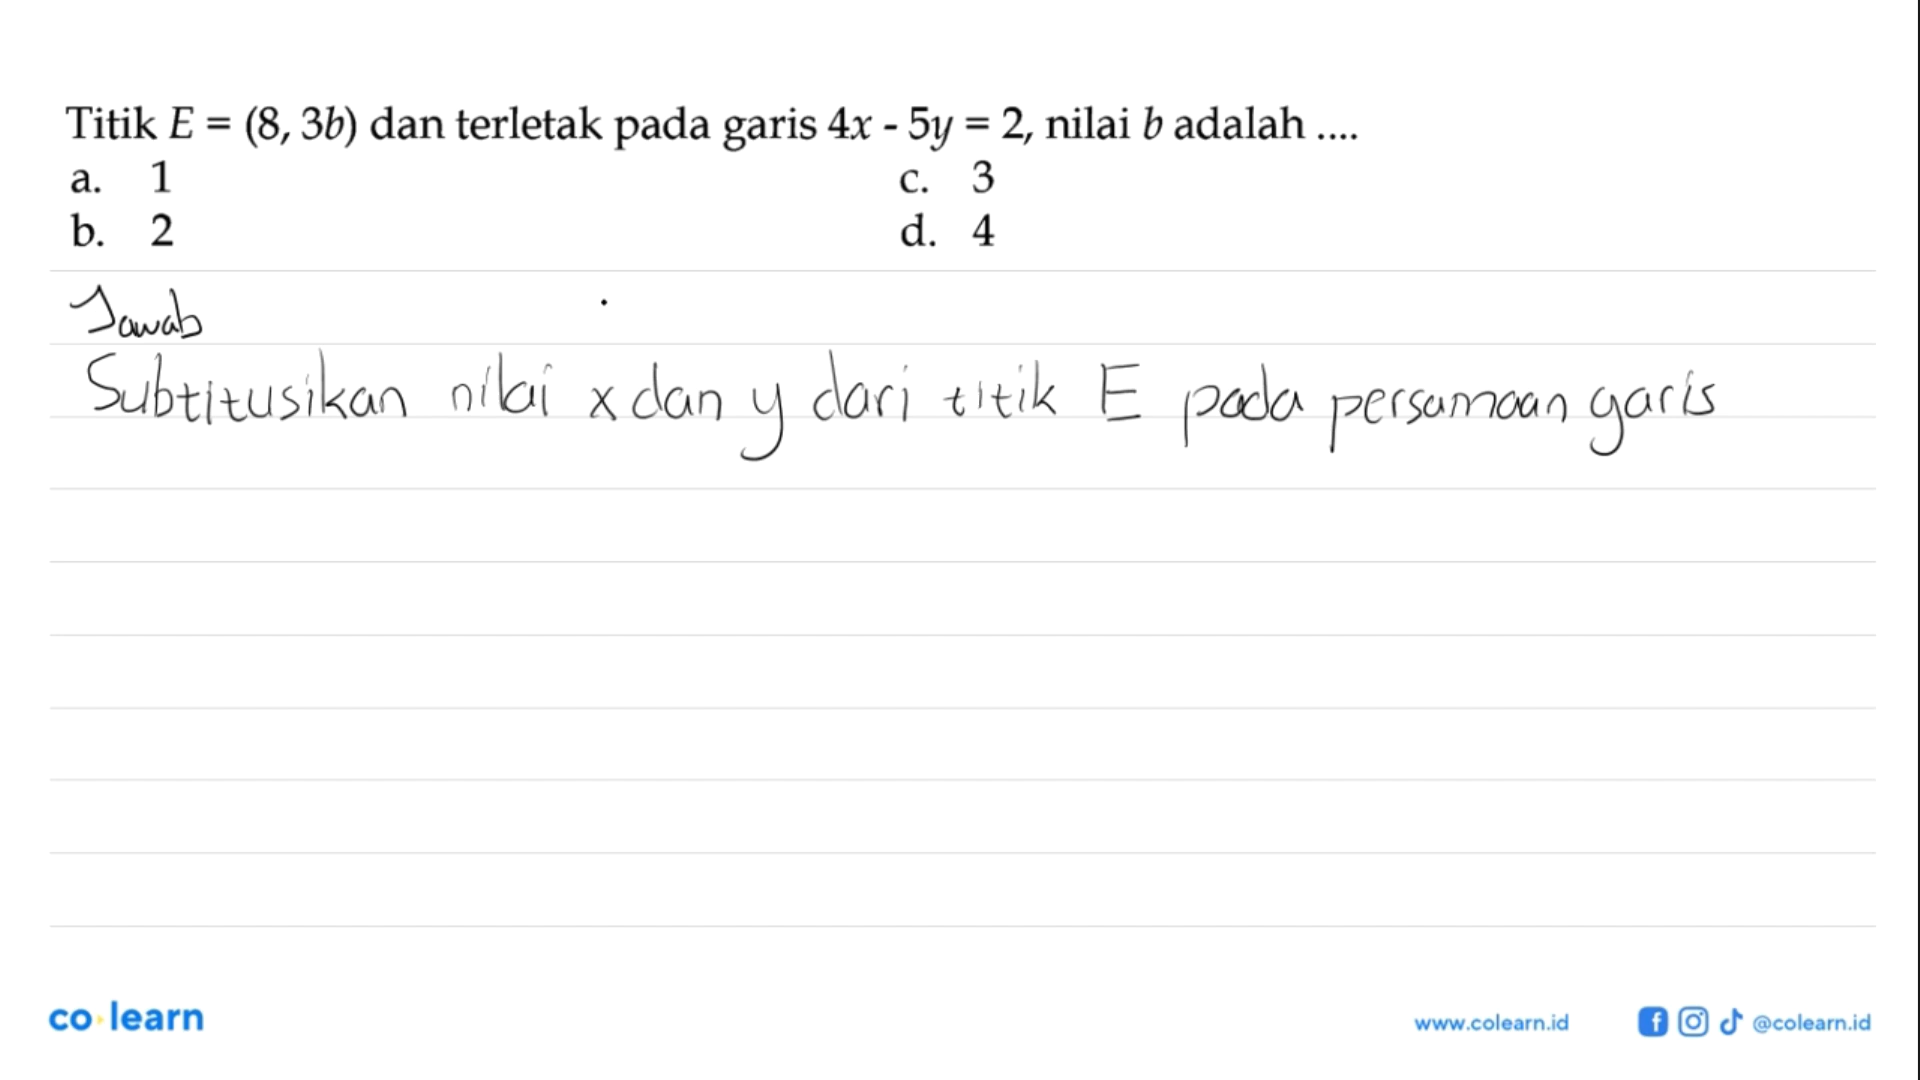 Titik E = (8, 3b) dan terletak pada garis 4x - 5y = 2, nilai b adalah ....
a. 1 c. 3
b. 2 d. 4
Jawab
Subtitusikan nilai x dan y dari titik E pada persamaan garis
co learn www.colearn.id @colearn.id